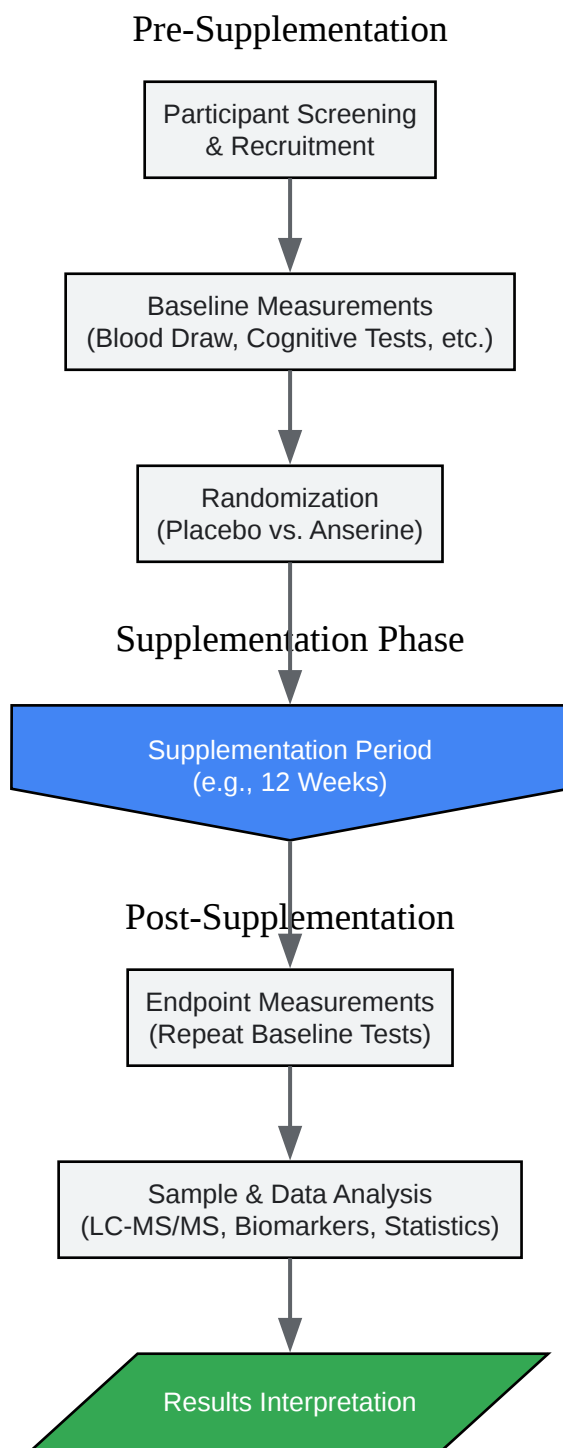 Pre-Supplementation
Participant Screening
& Recruitment
Baseline Measurements
(Blood Draw, Cognitive Tests, etc.)
Randomization
(Placebo vs. Anserine)
Supplementation Phase
Supplementation Period
(e.g., 12 Weeks)
Post-Supplementation
Endpoint Measurements
(Repeat Baseline Tests)
Sample & Data Analysis
(LC-MS/MS, Biomarkers, Statistics)
Results Interpretation